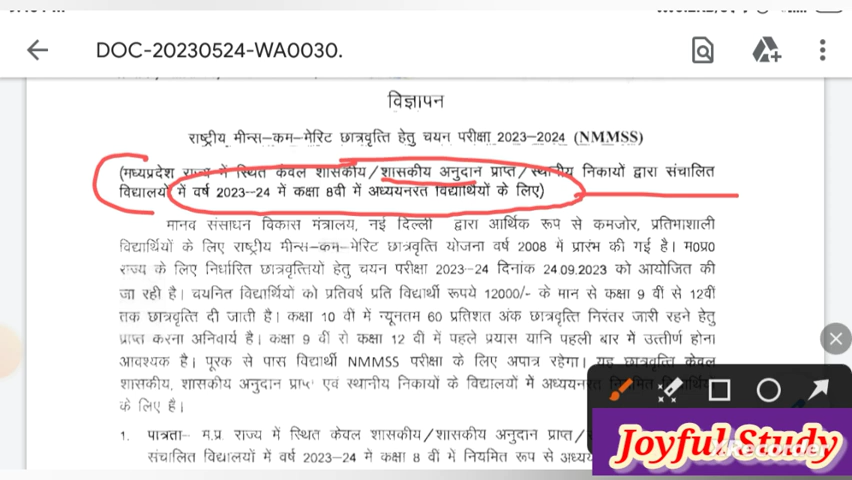 DOC-20230524-WA0030.
विज्ञापन
राष्ट्रीय मीन्स-कम-मेरिट छात्रवृत्ति हेतु चयन परीक्षा 2023-2024 (NMMSS)
(मध्यप्रदेश राज्य में स्थित केवल शासकीय/शासकीय अनुदान प्राप्त/स्थानीय निकायों द्वारा संचालित
विद्यालयों में वर्ष 2023-24 में कक्षा 8वी में अध्ययनरत विद्यार्थियों के लिए)
मानव संसाधन विकास मंत्रालय, नई दिल्ली द्वारा आर्थिक रूप से कमजोर, प्रतिभाशाली
विद्यार्थियों के लिए राष्ट्रीय मीन्स-कम-मेरिट छात्रवृत्ति योजना वर्ष 2008 में प्रारंभ की गई है। म0प्र0
राज्य के लिए निर्धारित छात्रवृत्तियों हेतु चयन परीक्षा 2023-24 दिनांक 24.09.2023 को आयोजित की
जा रही है। चयनित विद्यार्थियों को प्रतिवर्ष प्रति विद्यार्थी रूपये 12000/- के मान से कक्षा 9 वीं से 12वीं
तक छात्रवृत्ति दी जाती है। कक्षा 10 वी में न्यूनतम 60 प्रतिशत अंक छात्रवृत्ति निरंतर जारी रहने हेतु
प्राप्त करना अनिवार्य है। कक्षा 9 वीं रो कक्षा 12 वी में पहले प्रयास यानि पहली बार में उत्तीर्ण होना
आवश्यक है। पूरक से पास विद्यार्थी NMMSS परीक्षा के लिए अपात्र रहेगा। यह छात्रवृत्ति केवल
शासकीय, शासकीय अनुदान प्राप्त एवं स्थानीय निकायों के विद्यालयों में अध्ययनरत नियमित विद्यार्थियों
के लिए है।
1. पात्रता- म.प्र. राज्य में स्थित केवल शासकीय/शासकीय अनुदान प्राप्त/
संचालित विद्यालयों में वर्ष 2023-24 मे कक्षा 8 वी में नियमित रूप से
Joyful Study